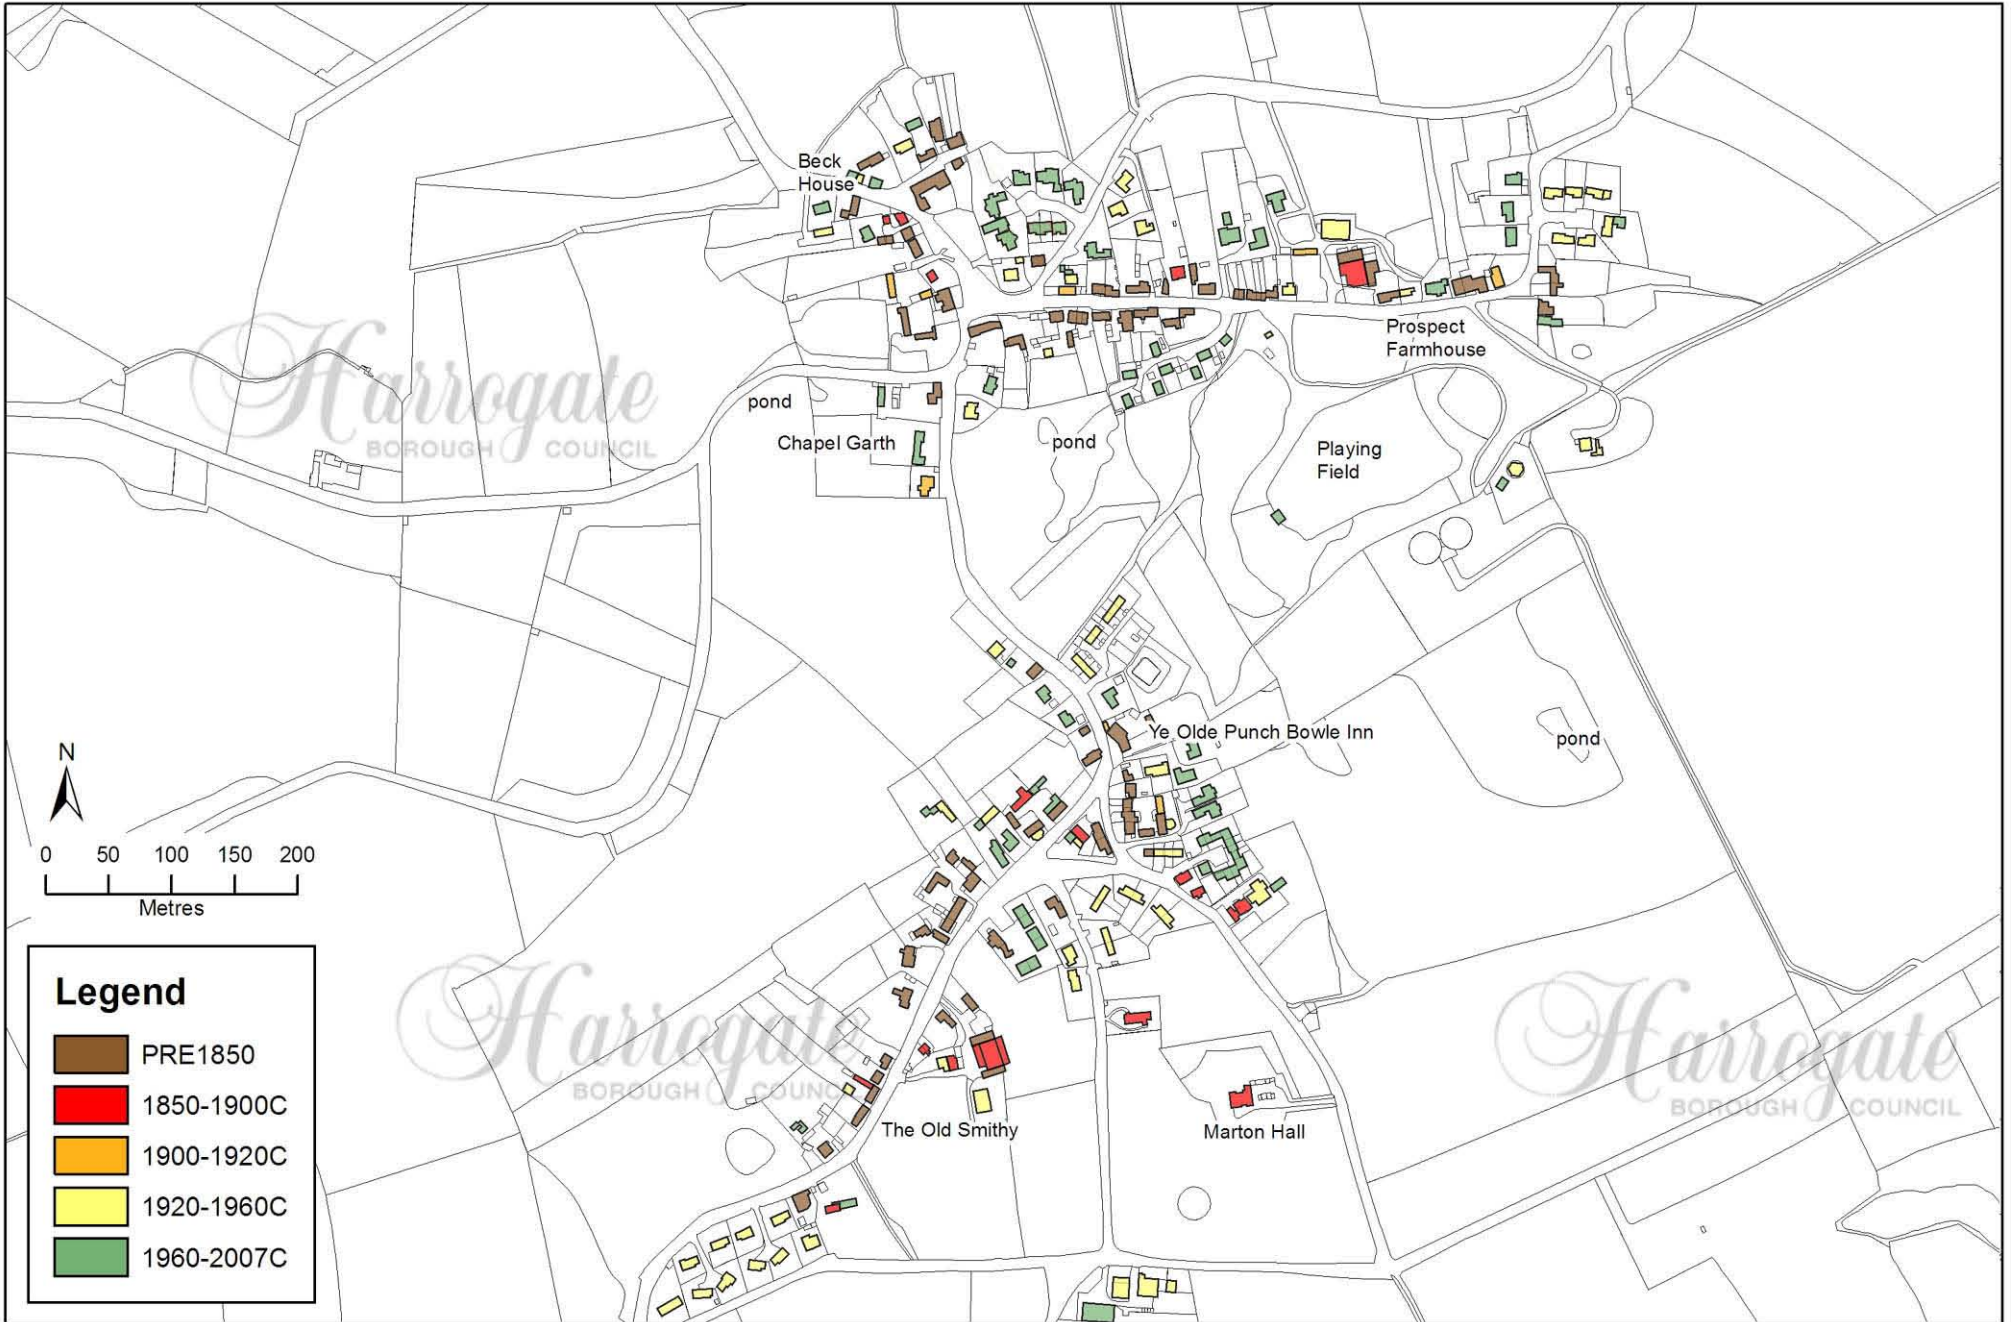 Beck
House
Prospect
Farmhouse
Harrogate
BOROUGH COUNCIL
pond
Chapel Garth
pond
Playing
Field
Ye Olde Punch Bowle Inn
pond
N
0 50 100 150 200
Metres
Harrogate
BOROUGH COUNCIL
Harrogate
BOROUGH COUNCIL
The Old Smithy
Marton Hall
Legend
PRE1850
1850-1900C
1900-1920C
1920-1960C
1960-2007C